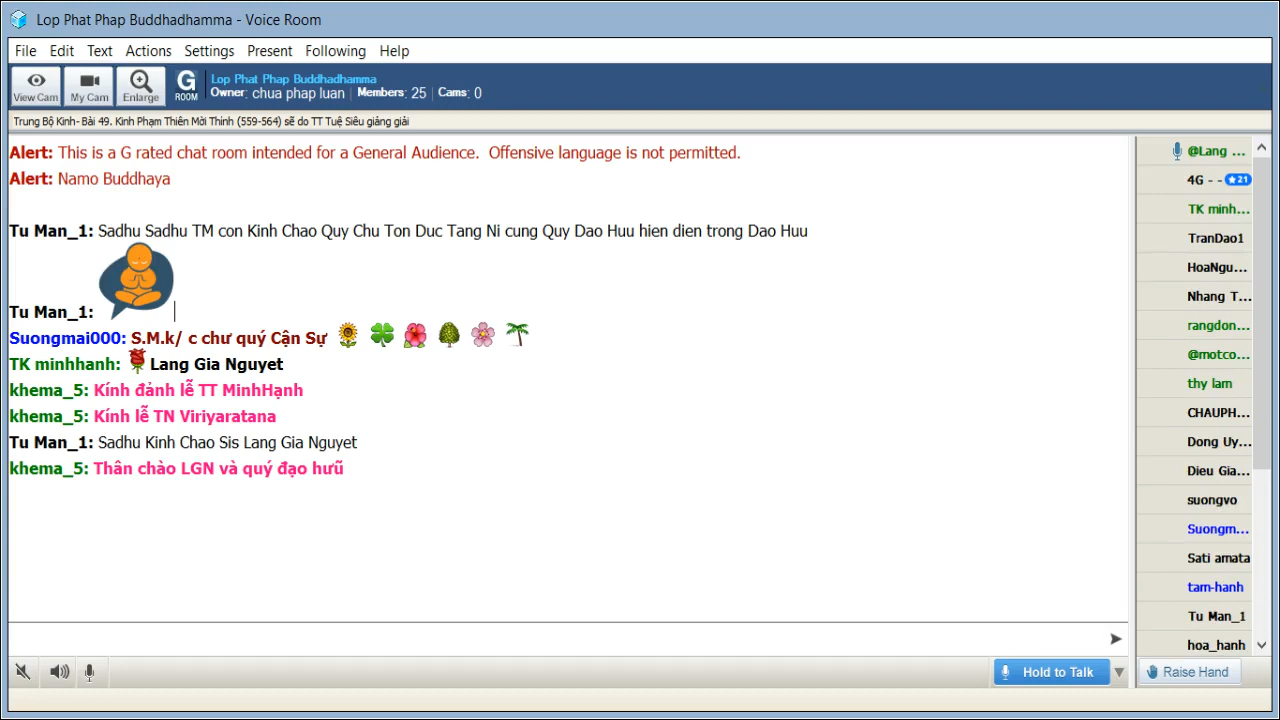 Lop Phat Phap Buddhadhamma - Voice Room
File Edit Text Actions Settings Present Following Help
View Cam My Cam Enlarge G ROOM
Lop Phat Phap Buddhadhamma
Owner: chua phap luan Members: 25 Cams: 0
Trung Bộ Kinh- Bài 49. Kinh Phạm Thiên Mời Thỉnh (559-564) sẽ do TT Tuệ Siêu giảng giải
Alert: This is a G rated chat room intended for a General Audience. Offensive language is not permitted.
Alert: Namo Buddhaya
Tu Man_1: Sadhu Sadhu TM con Kinh Chao Quy Chu Ton Duc Tang Ni cung Quy Dao Huu hien dien trong Dao Huu
Tu Man_1:
Suongmai000: S.M.k/ c chư quý Cận Sự
TK minhhanh: Lang Gia Nguyet
khema_5: Kính đảnh lễ TT MinhHạnh
khema_5: Kính lễ TN Viriyaratana
Tu Man_1: Sadhu Kinh Chao Sis Lang Gia Nguyet
khema_5: Thân chào LGN và quý đạo hưũ
@Lang ...
4G - - ★21
TK minh...
TranDao1
HoaNgu...
Nhang T...
rangdon...
@motco...
thy lam
CHAUPH...
Dong Uy...
Dieu Gia...
suongvo
Suongm...
Sati amata
tam-hanh
Tu Man_1
hoa_hanh
Hold to Talk
Raise Hand